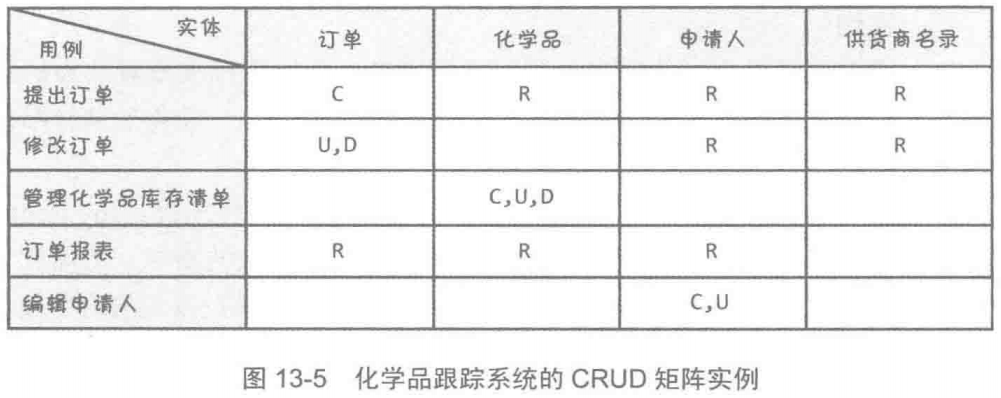 实体
用例 订单 化学品 申请人 供货商名录
提出订单 C R R R
修改订单 U,D R R
管理化学品库存请单 C,U,D
订单报表 R R R
编辑申请人 C,U
图 13-5 化学品跟踪系统的 CRUD 矩阵实例